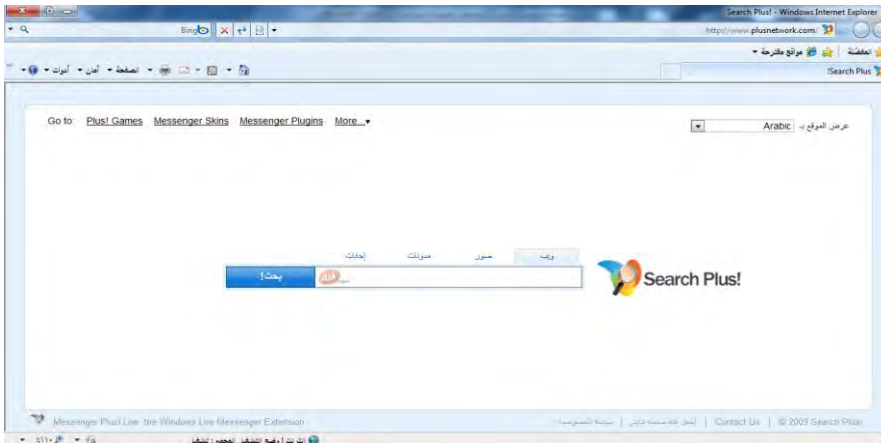 Search Plus! - Windows Internet Explorer
http://www.plusnetwork.com/
Bing
المفضلة
مواقع مقترحة
Search Plus!
الصفحة
أمان
أدوات
Go to: Plus! Games Messenger Skins Messenger Plugins More...
عرض الموقع بـ Arabic
ويب صور مدونات إجابات
بحث!
Search Plus!
Messenger Plus! Live the Windows Live Messenger Extension
Contact Us | © 2009 Search Plus!